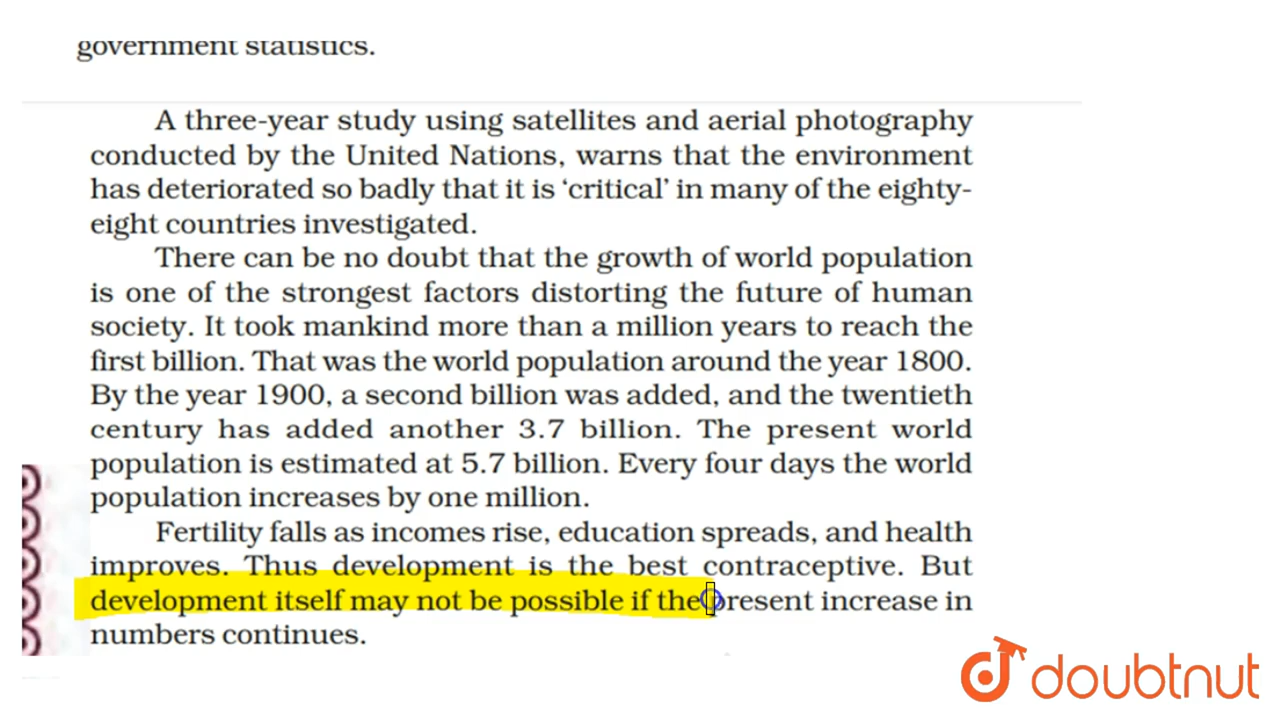 government statistics.
A three-year study using satellites and aerial photography
conducted by the United Nations, warns that the environment
has deteriorated so badly that it is ‘critical’ in many of the eighty-
eight countries investigated.
There can be no doubt that the growth of world population
is one of the strongest factors distorting the future of human
society. It took mankind more than a million years to reach the
first billion. That was the world population around the year 1800.
By the year 1900, a second billion was added, and the twentieth
century has added another 3.7 billion. The present world
population is estimated at 5.7 billion. Every four days the world
population increases by one million.
Fertility falls as incomes rise, education spreads, and health
improves. Thus development is the best contraceptive. But
development itself may not be possible if the present increase in
numbers continues.
doubtnut